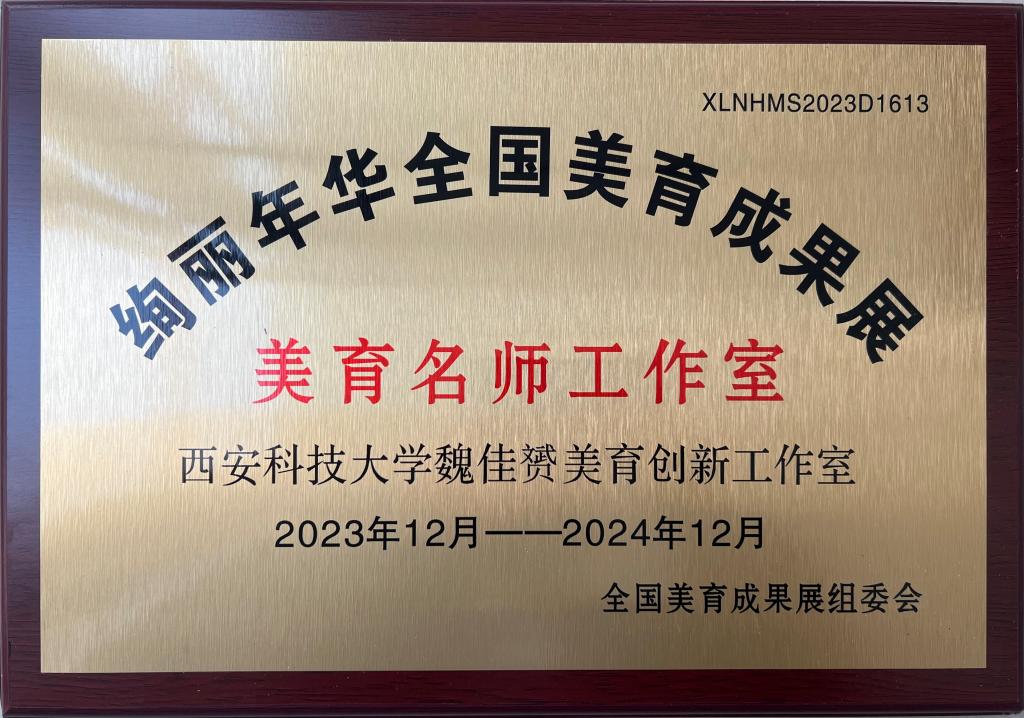 XLNHMS2023D1613
绚丽年华全国美育成果展
美育名师工作室
西安科技大学魏佳赟美育创新工作室
2023年12月——2024年12月
全国美育成果展组委会